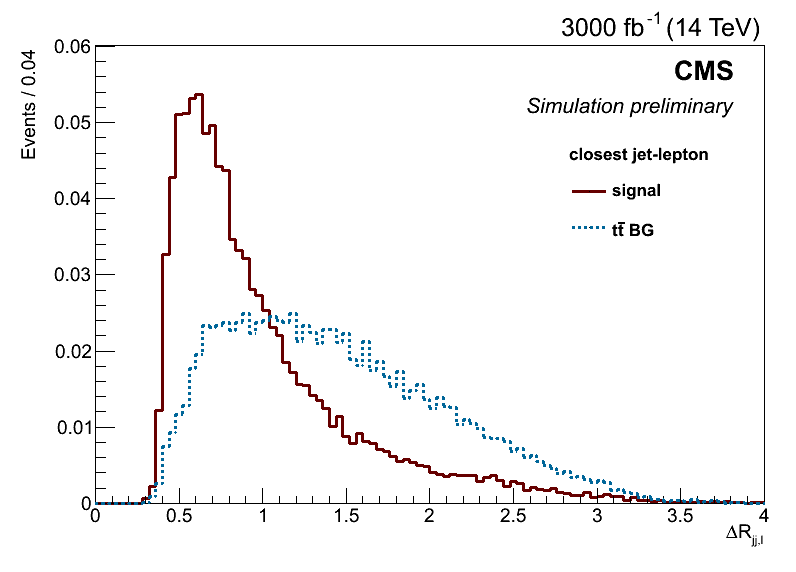 3000 fb⁻¹ (14 TeV)
Events / 0.04
CMS
Simulation preliminary
closest jet-lepton
signal
tt̄ BG
0.06
0.05
0.04
0.03
0.02
0.01
0
0 0.5 1 1.5 2 2.5 3 3.5 4
ΔR_jj,l